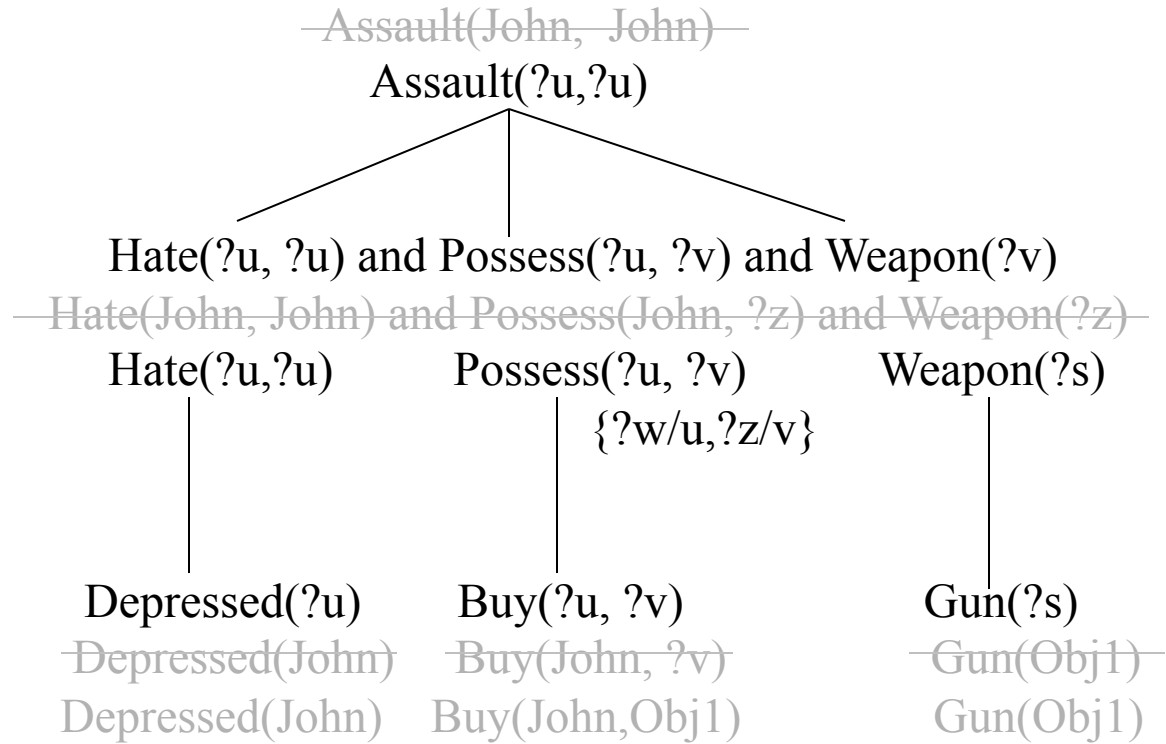 Assault(John, John)
Assault(?u,?u)
Hate(?u, ?u) and Possess(?u, ?v) and Weapon(?v)
Hate(John, John) and Possess(John, ?z) and Weapon(?z)
Hate(?u,?u) Possess(?u, ?v) Weapon(?s)
{?w/u,?z/v}
Depressed(?u) Buy(?u, ?v) Gun(?s)
Depressed(John) Buy(John, ?v) Gun(Obj1)
Depressed(John) Buy(John,Obj1) Gun(Obj1)